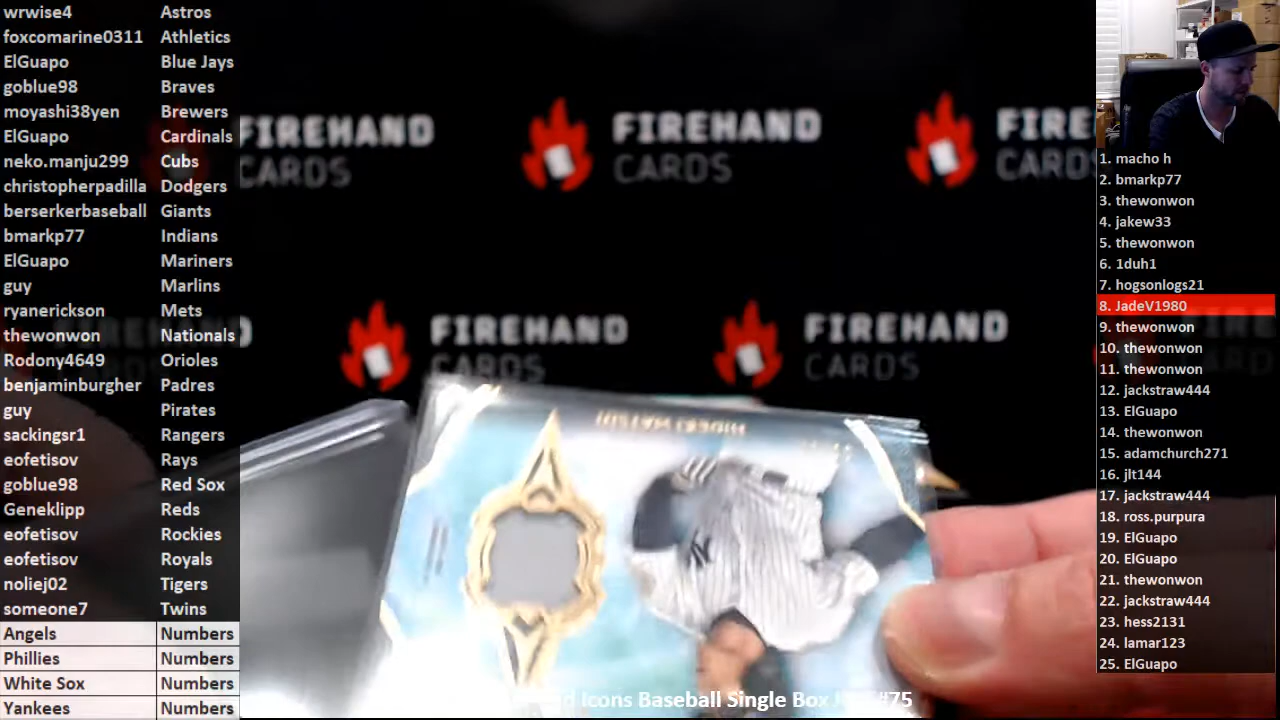 wrwise4 Astros
foxcomarine0311 Athletics
ElGuapo Blue Jays
goblue98 Braves
moyashi38yen Brewers
ElGuapo Cardinals
neko.manju299 Cubs
christopherpadilla Dodgers
berserkerbaseball Giants
bmarkp77 Indians
ElGuapo Mariners
guy Marlins
ryanerickson Mets
thewonwon Nationals
Rodony4649 Orioles
benjaminburgher Padres
guy Pirates
sackingsr1 Rangers
eofetisov Rays
goblue98 Red Sox
Geneklipp Reds
eofetisov Rockies
eofetisov Royals
noliej02 Tigers
someone7 Twins
Angels Numbers
Phillies Numbers
White Sox Numbers
Yankees Numbers
FIREHAND
CARDS
FIREHAND
CARDS
FIRE
CARDS
FIREHAND
CARDS
FIREHAND
CARDS
HIDEKI MATSUI
NY
Icons Baseball Single Box
#75
1. macho h
2. bmarkp77
3. thewonwon
4. jakew33
5. thewonwon
6. 1duh1
7. hogsonlogs21
8. JadeV1980
9. thewonwon
10. thewonwon
11. thewonwon
12. jackstraw444
13. ElGuapo
14. thewonwon
15. adamchurch271
16. jlt144
17. jackstraw444
18. ross.purpura
19. ElGuapo
20. ElGuapo
21. thewonwon
22. jackstraw444
23. hess2131
24. lamar123
25. ElGuapo